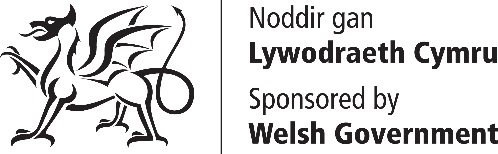 Noddir gan
Lywodraeth Cymru
Sponsored by
Welsh Government